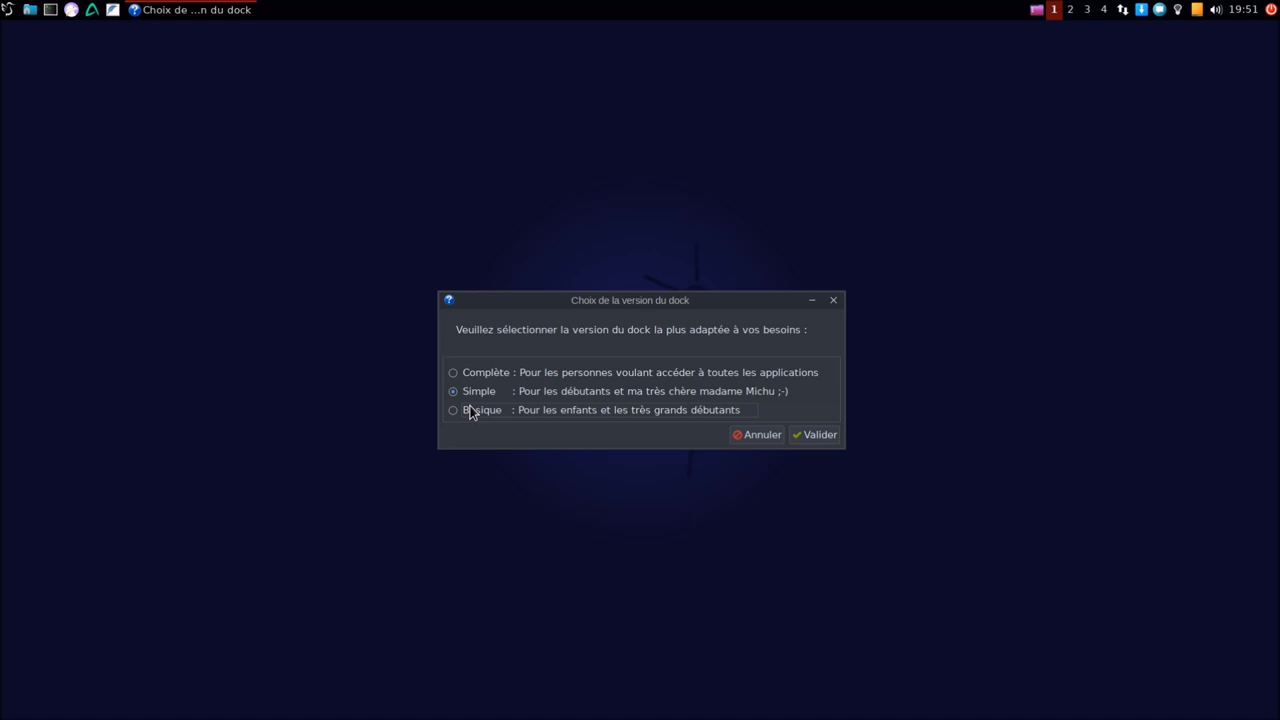 Choix de ...n du dock
1 2 3 4 19:51
Choix de la version du dock
Veuillez sélectionner la version du dock la plus adaptée à vos besoins :
Complète : Pour les personnes voulant accéder à toutes les applications
Simple : Pour les débutants et ma très chère madame Michu ;-)
Basique : Pour les enfants et les très grands débutants
Annuler Valider